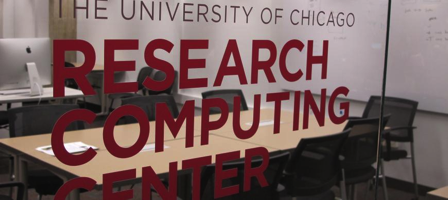 THE UNIVERSITY OF CHICAGO
RESEARCH
COMPUTING
CENTER